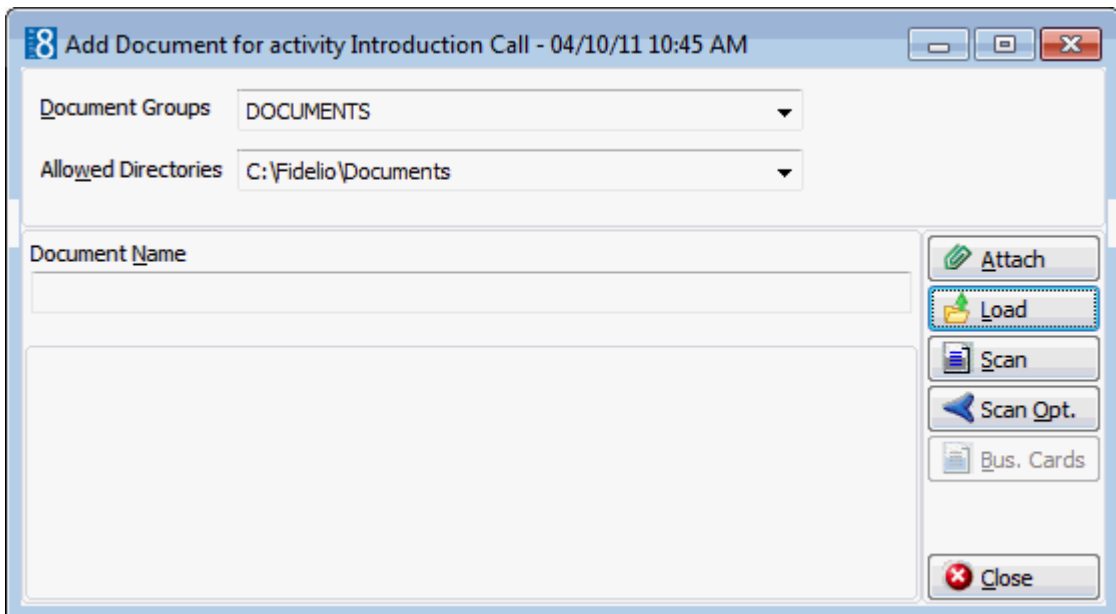 8 Add Document for activity Introduction Call - 04/10/11 10:45 AM
Document Groups DOCUMENTS
Allowed Directories C:\Fidelio\Documents
Document Name
Attach
Load
Scan
Scan Opt.
Bus. Cards
Close